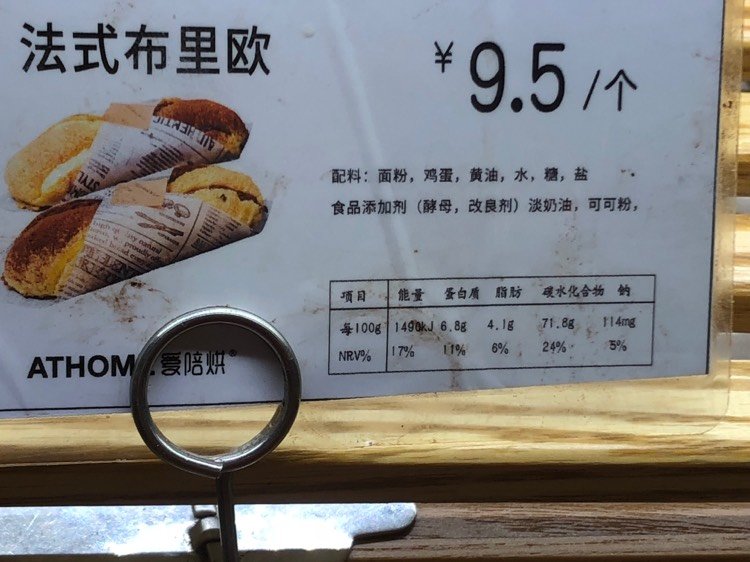 法式布里欧
¥9.5/个
配料：面粉，鸡蛋，黄油，水，糖，盐
食品添加剂（酵母，改良剂）淡奶油，可可粉，
项目 能量 蛋白质 脂肪 碳水化合物 钠
每100g 1490kJ 6.8g 4.1g 71.8g 114mg
NRV% 17% 11% 6% 24% 5%
ATHOM 爱陪烘®